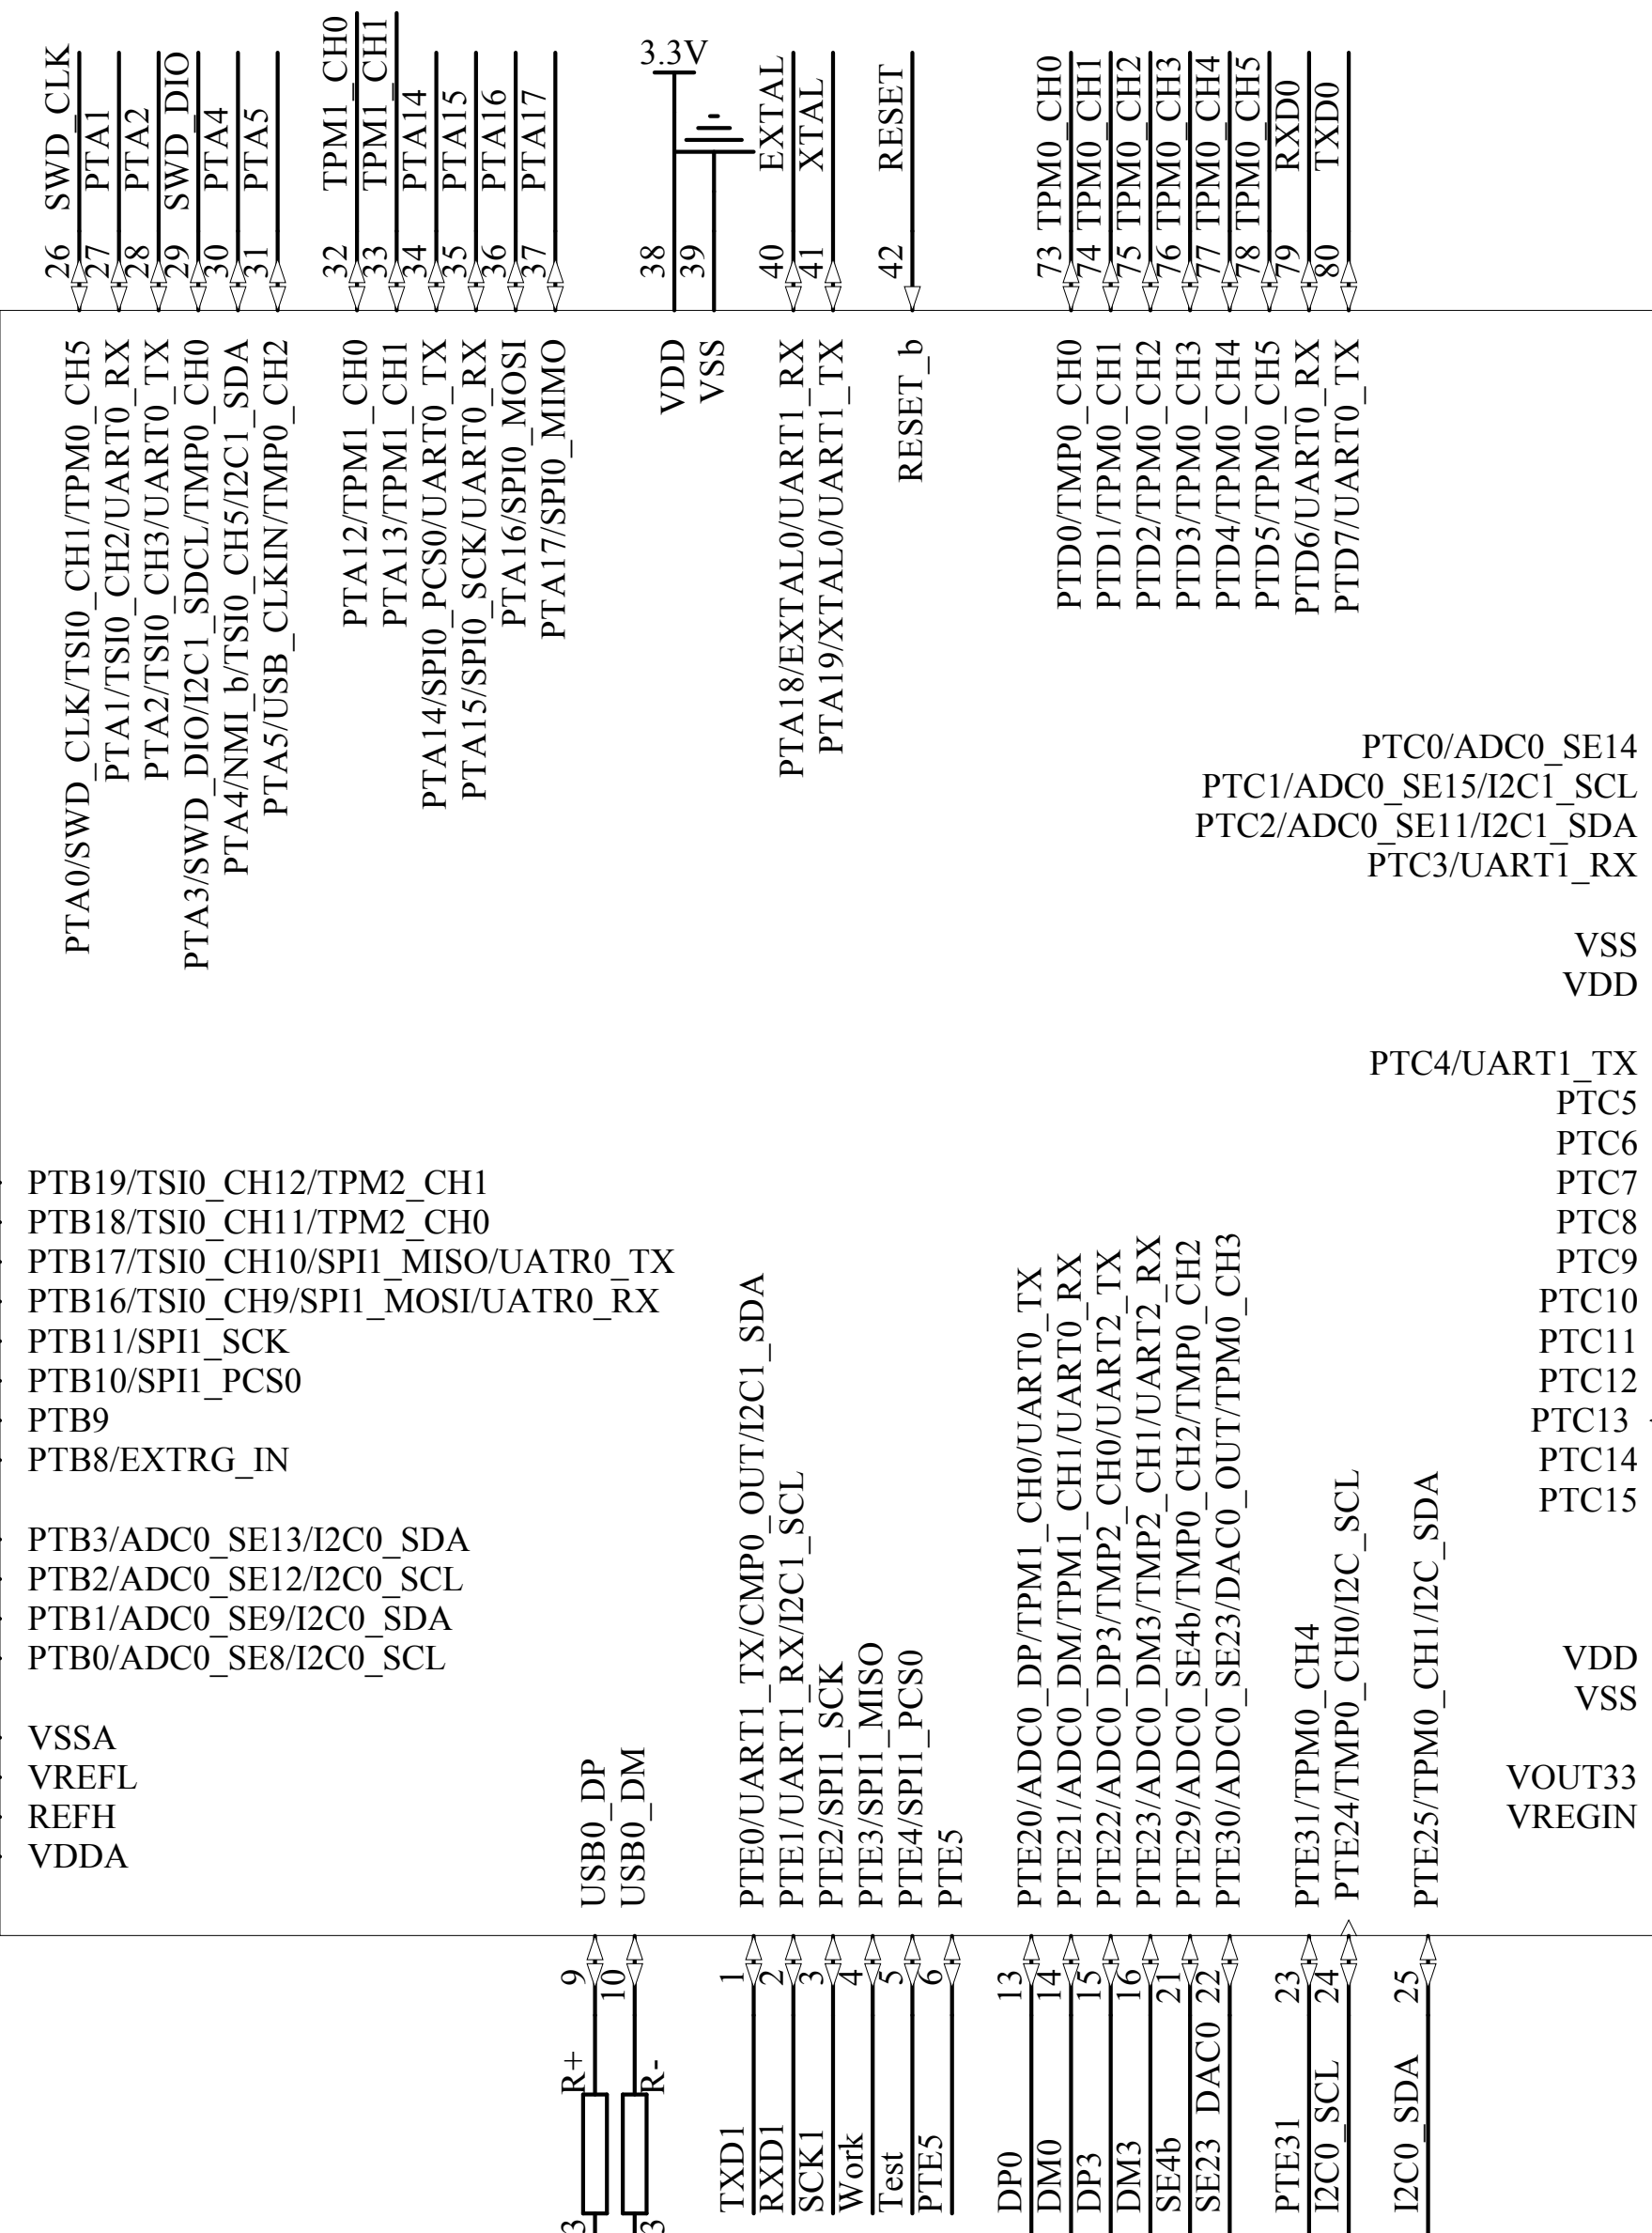 SWD_CLK
PTA1
PTA2
SWD_DIO
PTA4
PTA5
TPM1_CH0
TPM1_CH1
PTA14
PTA15
PTA16
PTA17
3.3V
EXTAL
XTAL
RESET
TPM0_CH0
TPM0_CH1
TPM0_CH2
TPM0_CH3
TPM0_CH4
TPM0_CH5
RXD0
TXD0
26
27
28
29
30
31
32
33
34
35
36
37
38
39
40
41
42
73
74
75
76
77
78
79
80
PTA0/SWD_CLK/TSI0_CH1/TPM0_CH5
PTA1/TSI0_CH2/UART0_RX
PTA2/TSI0_CH3/UART0_TX
PTA3/SWD_DIO/I2C1_SDCL/TMP0_CH0
PTA4/NMI_b/TSI0_CH5/I2C1_SDA
PTA5/USB_CLKIN/TMP0_CH2
PTA12/TPM1_CH0
PTA13/TPM1_CH1
PTA14/SPI0_PCS0/UART0_TX
PTA15/SPI0_SCK/UART0_RX
PTA16/SPI0_MOSI
PTA17/SPI0_MIMO
VDD
VSS
PTA18/EXTAL0/UART1_RX
PTA19/XTAL0/UART1_TX
RESET_b
PTD0/TMP0_CH0
PTD1/TPM0_CH1
PTD2/TPM0_CH2
PTD3/TPM0_CH3
PTD4/TPM0_CH4
PTD5/TPM0_CH5
PTD6/UART0_RX
PTD7/UART0_TX
PTC0/ADC0_SE14
PTC1/ADC0_SE15/I2C1_SCL
PTC2/ADC0_SE11/I2C1_SDA
PTC3/UART1_RX
VSS
VDD
PTC4/UART1_TX
PTC5
PTC6
PTC7
PTC8
PTC9
PTC10
PTC11
PTC12
PTC13
PTC14
PTC15
VDD
VSS
VOUT33
VREGIN
PTB19/TSI0_CH12/TPM2_CH1
PTB18/TSI0_CH11/TPM2_CH0
PTB17/TSI0_CH10/SPI1_MISO/UATR0_TX
PTB16/TSI0_CH9/SPI1_MOSI/UATR0_RX
PTB11/SPI1_SCK
PTB10/SPI1_PCS0
PTB9
PTB8/EXTRG_IN
PTB3/ADC0_SE13/I2C0_SDA
PTB2/ADC0_SE12/I2C0_SCL
PTB1/ADC0_SE9/I2C0_SDA
PTB0/ADC0_SE8/I2C0_SCL
VSSA
VREFL
REFH
VDDA
USB0_DP
USB0_DM
PTE0/UART1_TX/CMP0_OUT/I2C1_SDA
PTE1/UART1_RX/I2C1_SCL
PTE2/SPI1_SCK
PTE3/SPI1_MISO
PTE4/SPI1_PCS0
PTE5
PTE20/ADC0_DP/TPM1_CH0/UART0_TX
PTE21/ADC0_DM/TPM1_CH1/UART0_RX
PTE22/ADC0_DP3/TMP2_CH0/UART2_TX
PTE23/ADC0_DM3/TMP2_CH1/UART2_RX
PTE29/ADC0_SE4b/TMP0_CH2/TMP0_CH2
PTE30/ADC0_SE23/DAC0_OUT/TPM0_CH3
PTE31/TPM0_CH4
PTE24/TMP0_CH0/I2C_SCL
PTE25/TPM0_CH1/I2C_SDA
9
10
1
2
3
4
5
6
13
14
15
16
21
22
23
24
25
R+
R-
TXD1
RXD1
SCK1
Work
Test
PTE5
DP0
DM0
DP3
DM3
SE4b
SE23 DAC0
PTE31
I2C0_SCL
I2C0_SDA
3
3